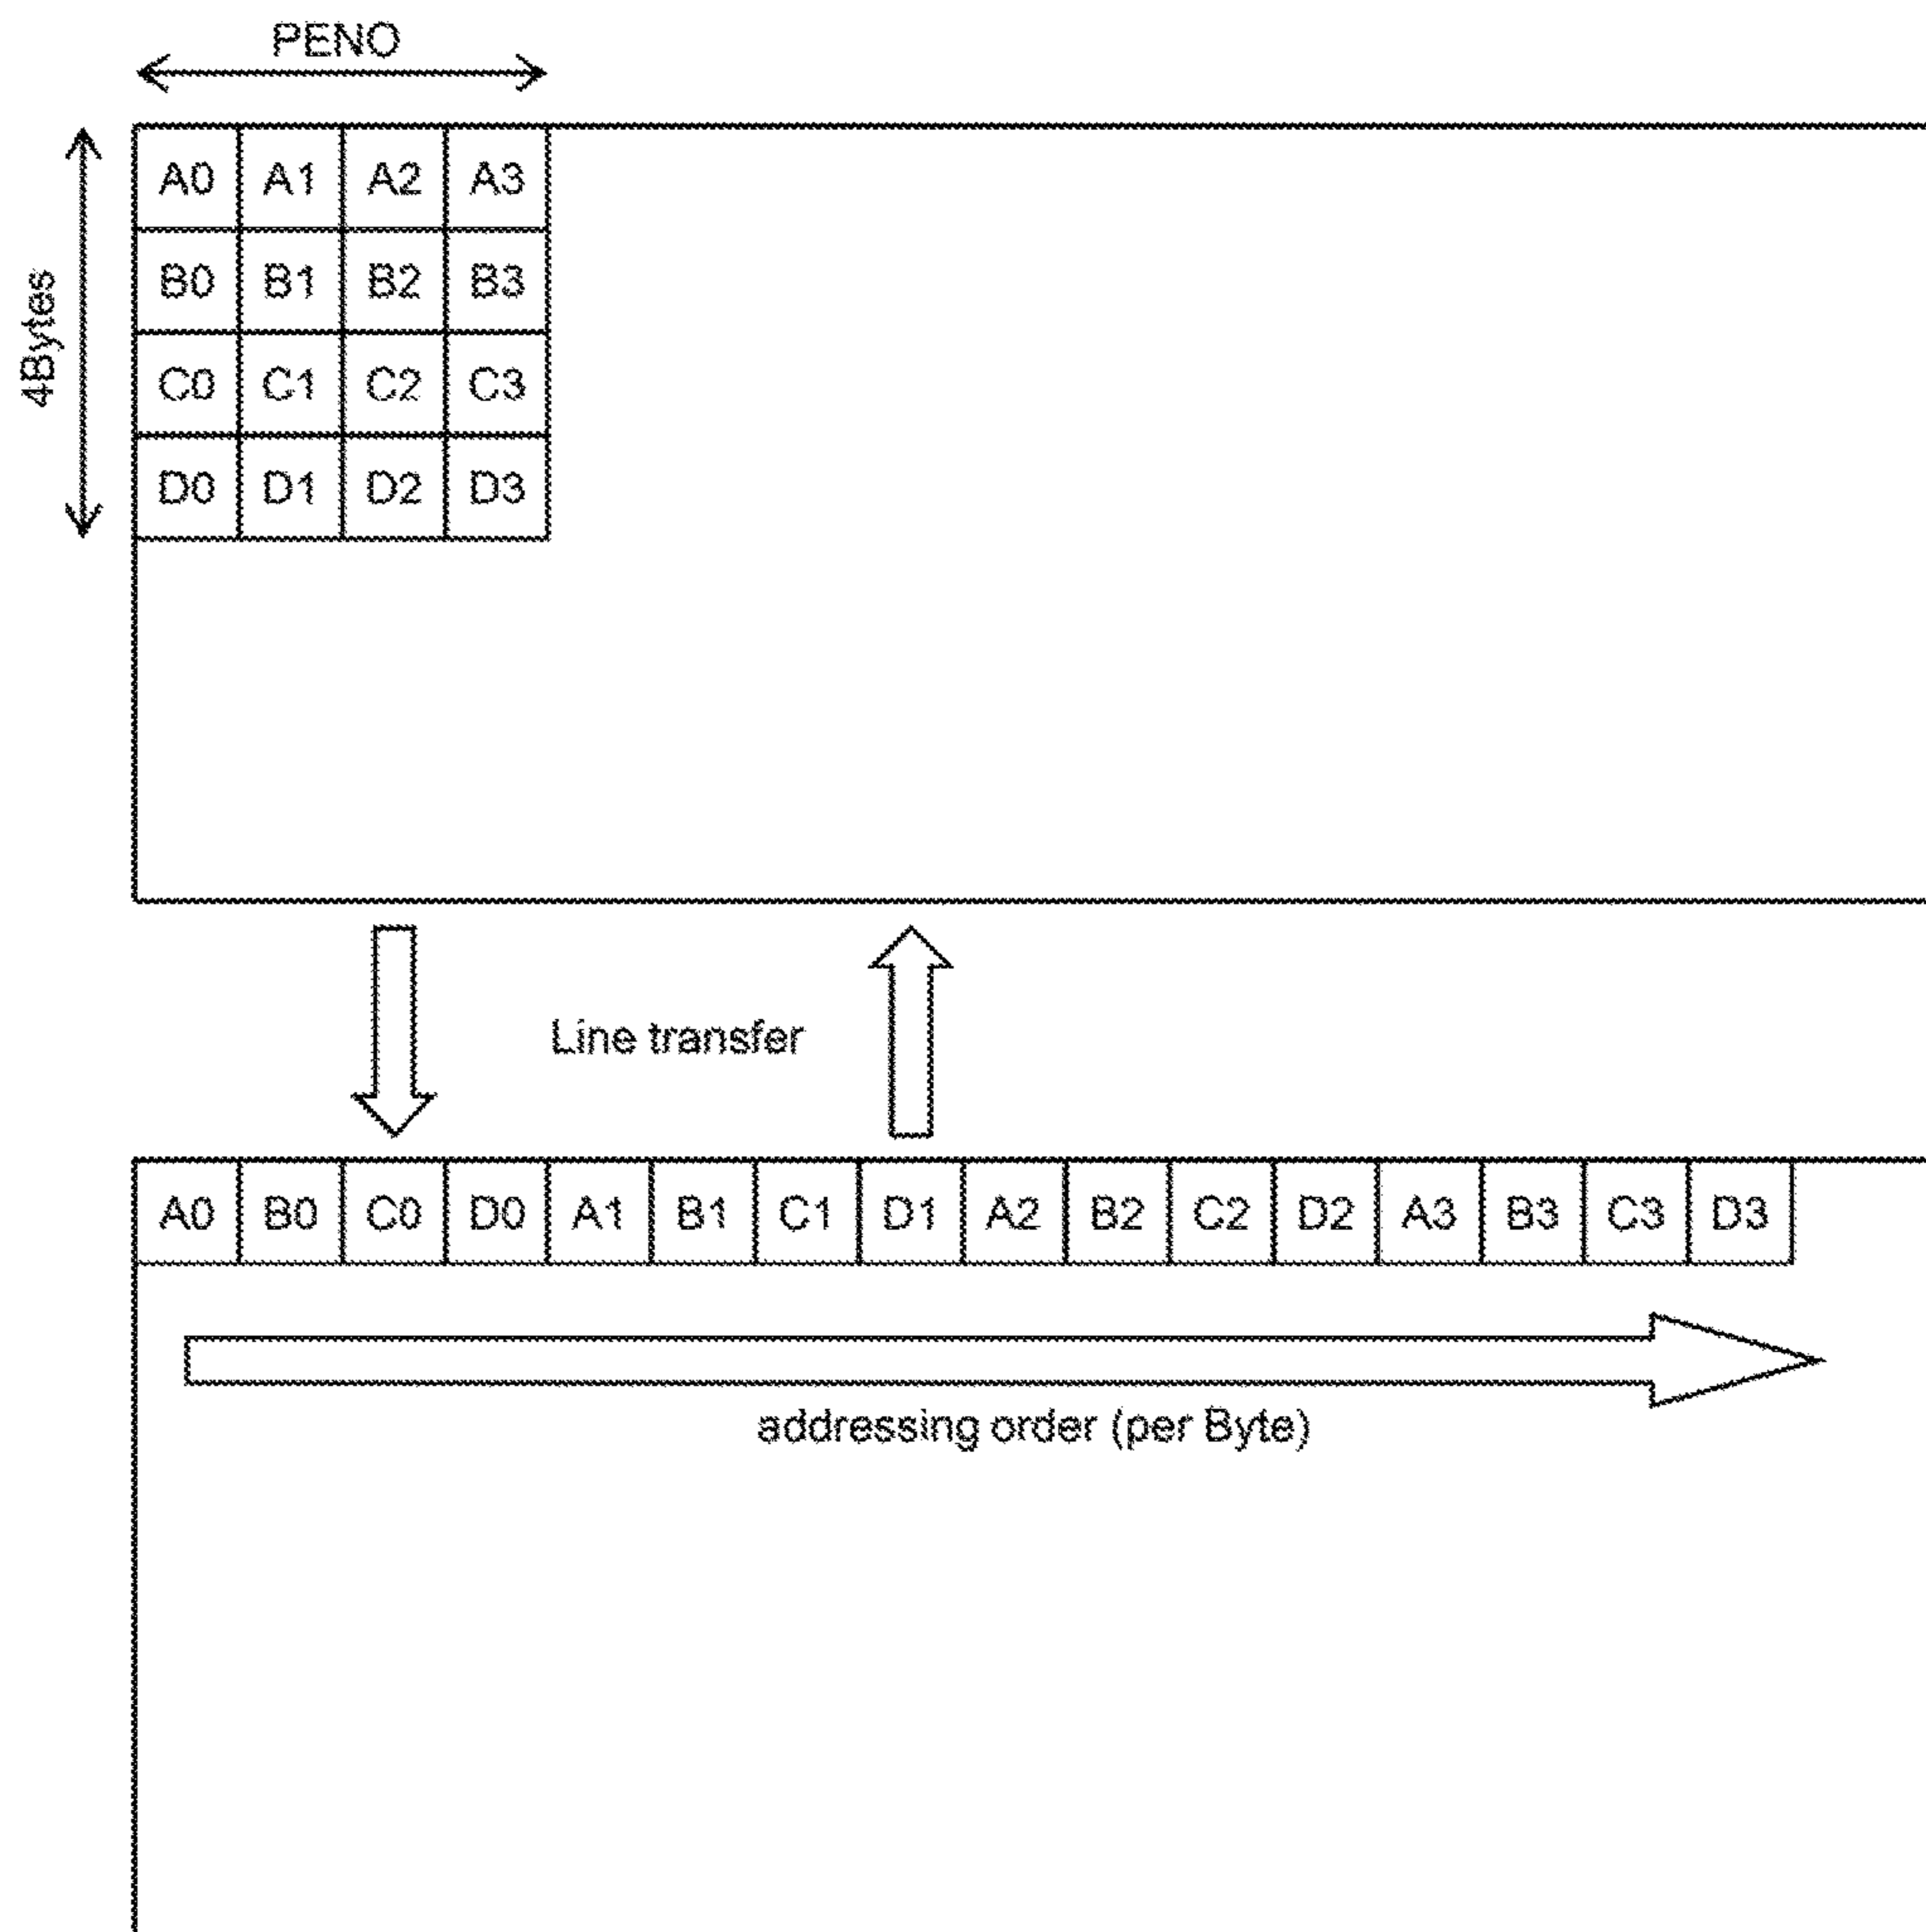 PENO
4Bytes
A0 A1 A2 A3
B0 B1 B2 B3
C0 C1 C2 C3
D0 D1 D2 D3
Line transfer
A0 B0 C0 D0 A1 B1 C1 D1 A2 B2 C2 D2 A3 B3 C3 D3
addressing order (per Byte)